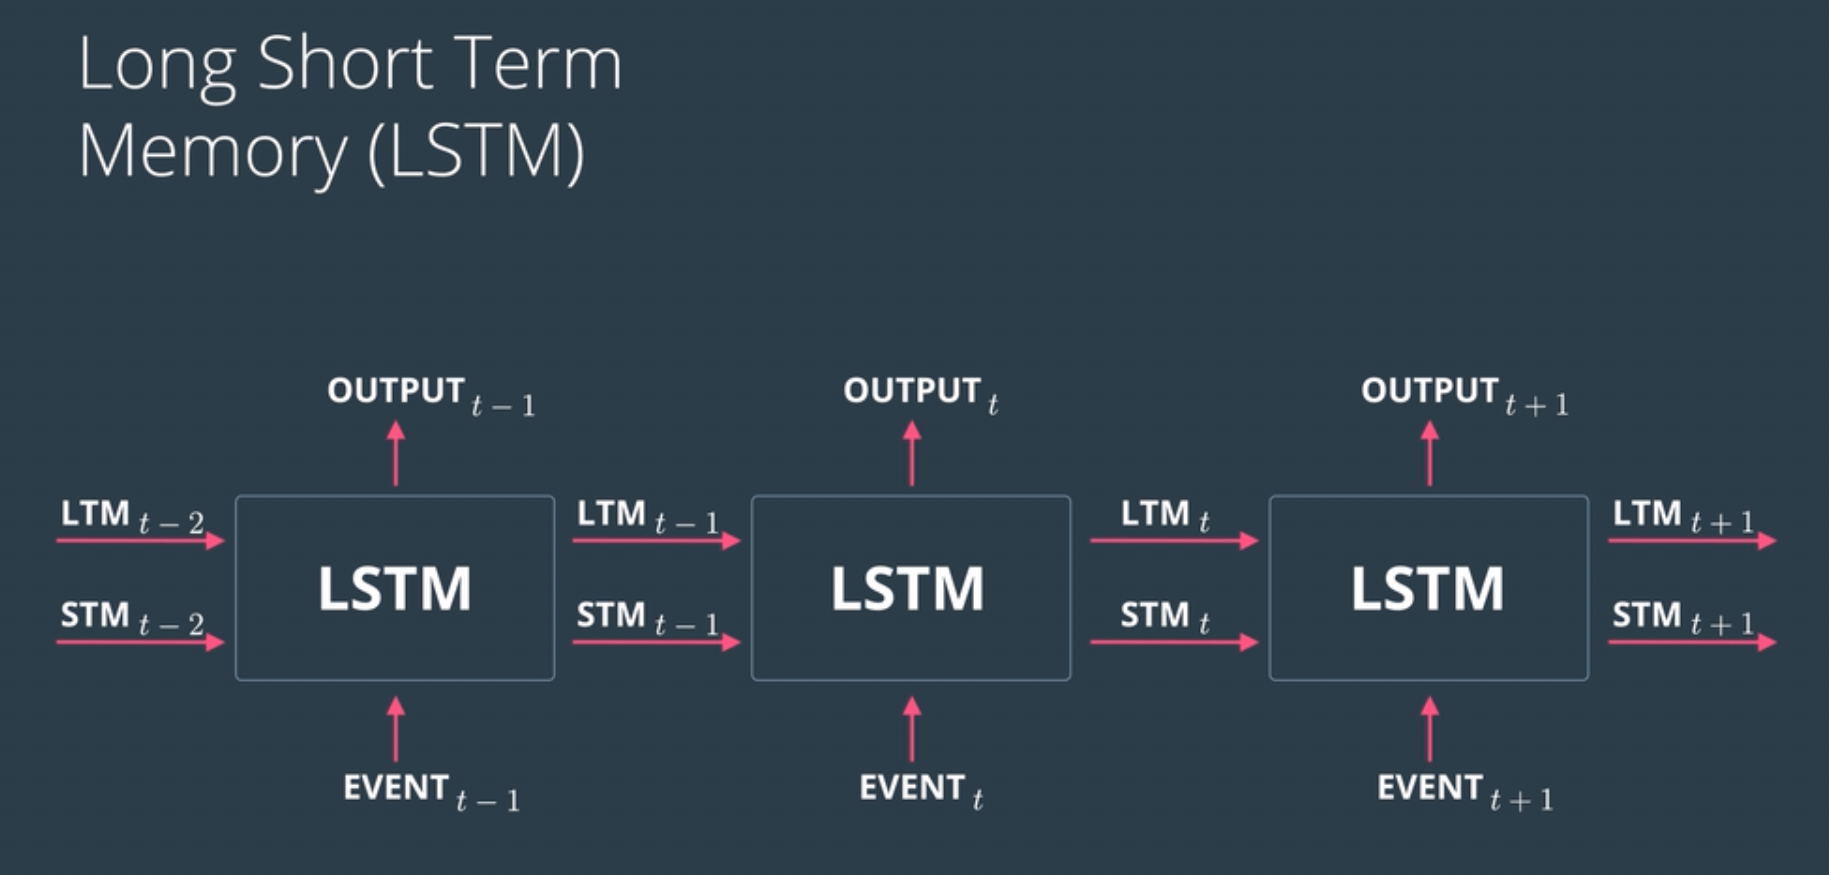 Long Short Term
Memory (LSTM)
OUTPUT t − 1
OUTPUT t
OUTPUT t + 1
LTM t − 2
LTM t − 1
LTM t
LTM t + 1
LSTM
LSTM
LSTM
STM t − 2
STM t − 1
STM t
STM t + 1
EVENT t − 1
EVENT t
EVENT t + 1